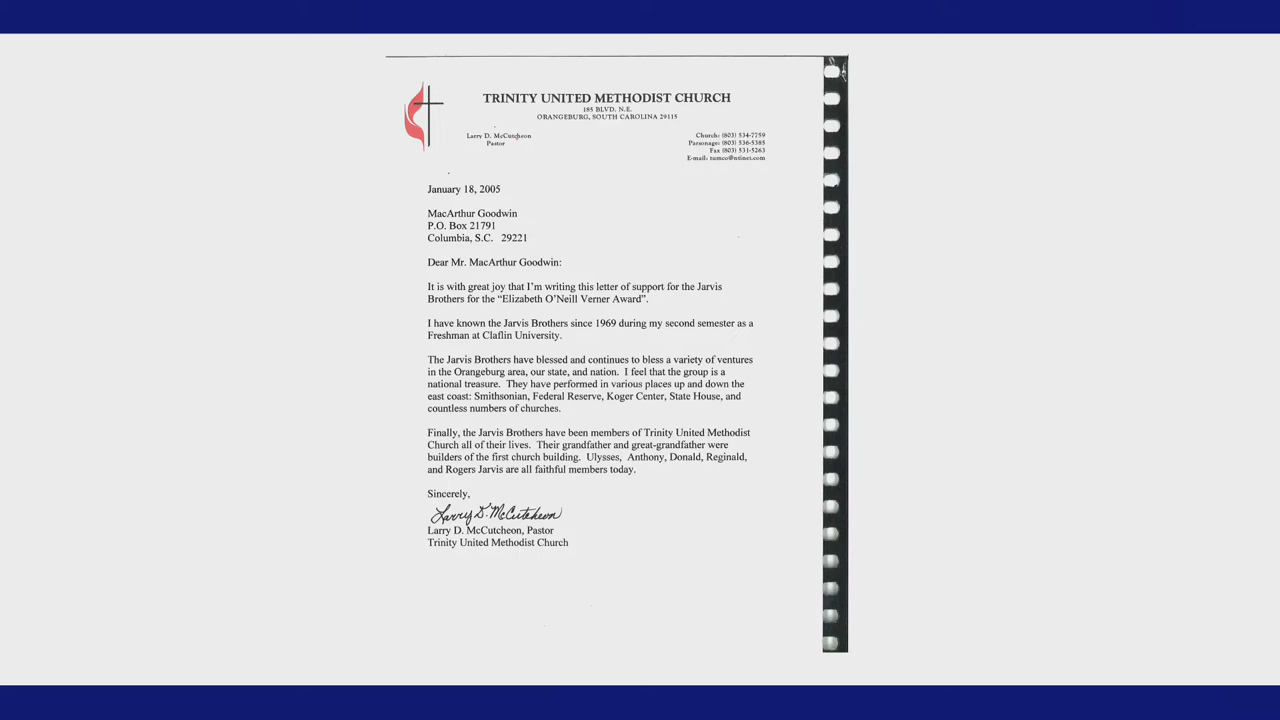 TRINITY UNITED METHODIST CHURCH
185 BLVD. N.E.
ORANGEBURG, SOUTH CAROLINA 29115
Larry D. McCutcheon
Pastor
Church: (803) 534-7759
Parsonage: (803) 536-5385
Fax (803) 531-5263
E-mail: tumco@ntinet.com
January 18, 2005
MacArthur Goodwin
P.O. Box 21791
Columbia, S.C. 29221
Dear Mr. MacArthur Goodwin:
It is with great joy that I'm writing this letter of support for the Jarvis
Brothers for the “Elizabeth O'Neill Verner Award”.
I have known the Jarvis Brothers since 1969 during my second semester as a
Freshman at Claflin University.
The Jarvis Brothers have blessed and continues to bless a variety of ventures
in the Orangeburg area, our state, and nation. I feel that the group is a
national treasure. They have performed in various places up and down the
east coast: Smithsonian, Federal Reserve, Koger Center, State House, and
countless numbers of churches.
Finally, the Jarvis Brothers have been members of Trinity United Methodist
Church all of their lives. Their grandfather and great-grandfather were
builders of the first church building. Ulysses, Anthony, Donald, Reginald,
and Rogers Jarvis are all faithful members today.
Sincerely,
Larry D. McCutcheon
Larry D. McCutcheon, Pastor
Trinity United Methodist Church